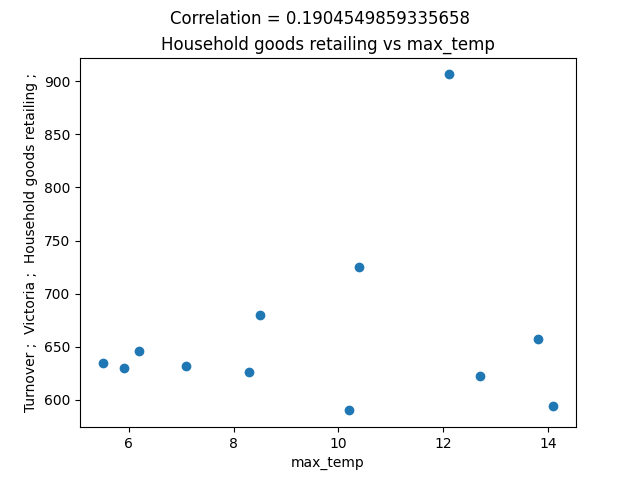 Correlation = 0.1904549859335658
Household goods retailing vs max_temp
Turnover ;  Victoria ;  Household goods retailing ;
900
850
800
750
700
650
600
6 8 10 12 14
max_temp